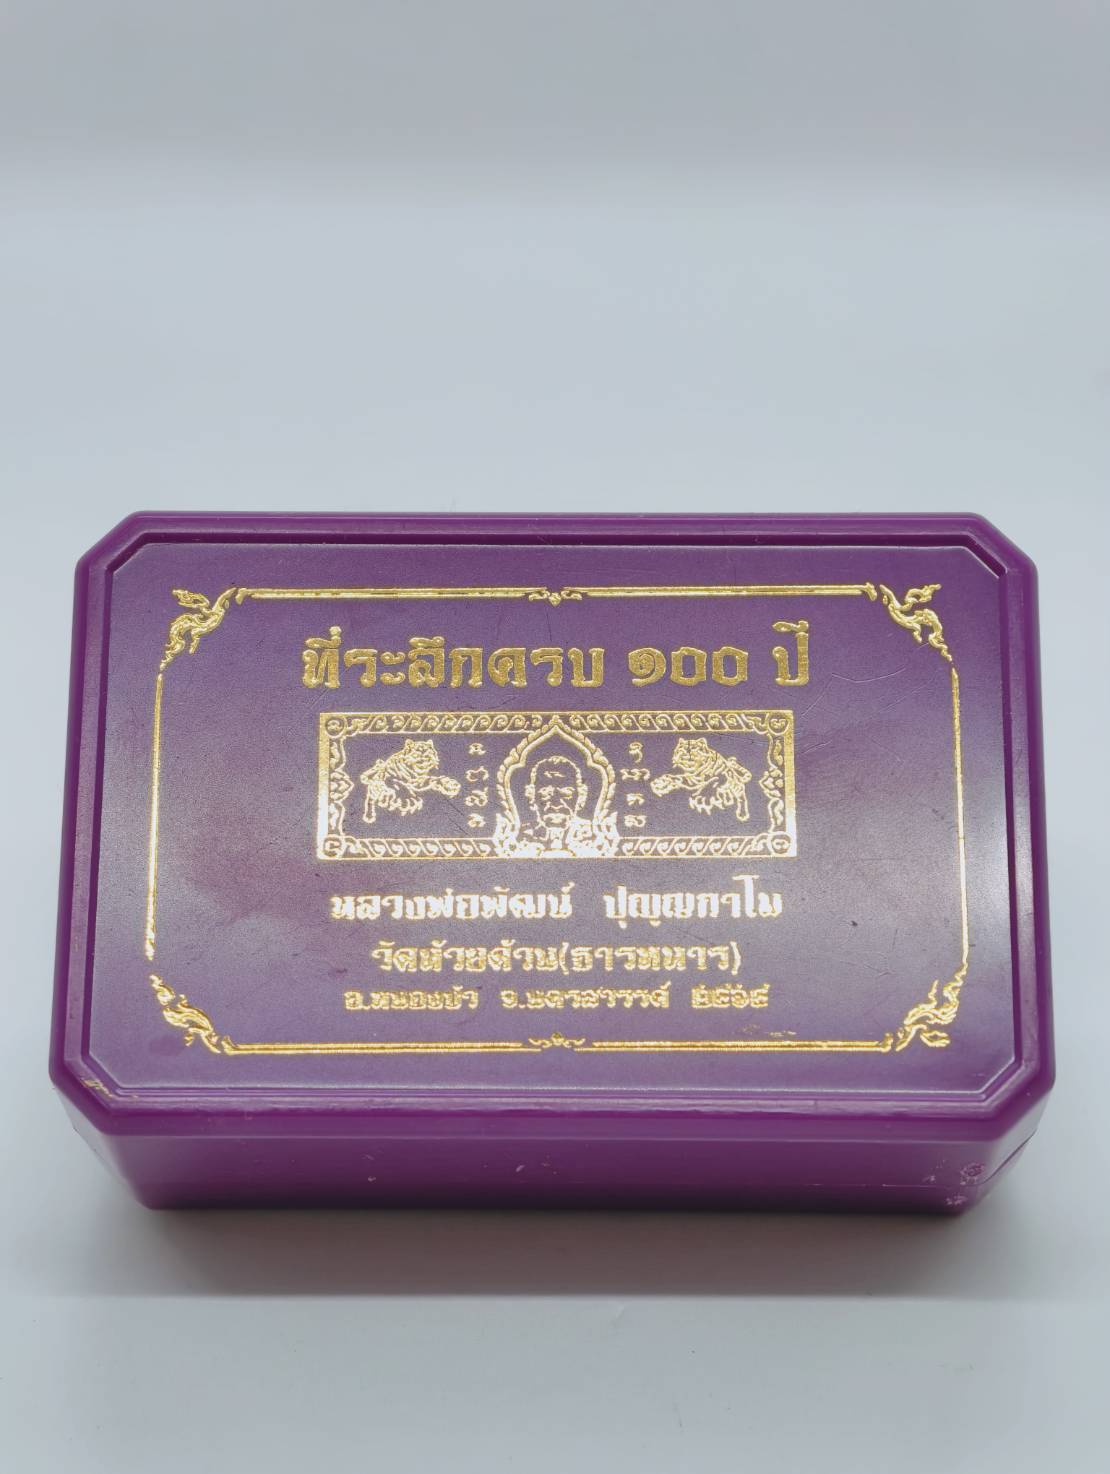 ที่ระลึกครบ ๑๐๐ ปี
หลวงพ่อพัฒน์ ปุญญกาโม
วัดห้วยด้วน(ธารทหาร)
อ.หนองบัว จ.นครสวรรค์ ๒๕๖๔